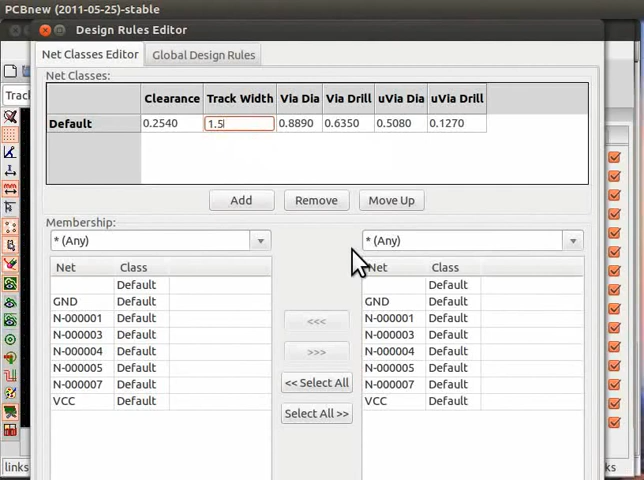 PCBnew (2011-05-25)-stable
Design Rules Editor
Net Classes Editor Global Design Rules
Net Classes:
Clearance Track Width Via Dia Via Drill uVia Dia uVia Drill
Default 0.2540 1.5 0.8890 0.6350 0.5080 0.1270
Add Remove Move Up
Membership:
* (Any) * (Any)
Net Class Net Class
Default Default
GND Default GND Default
N-000001 Default <<< N-000001 Default
N-000003 Default N-000003 Default
N-000004 Default >>> N-000004 Default
N-000005 Default N-000005 Default
N-000007 Default << Select All N-000007 Default
VCC Default VCC Default
Select All >>
Trac
links
ks